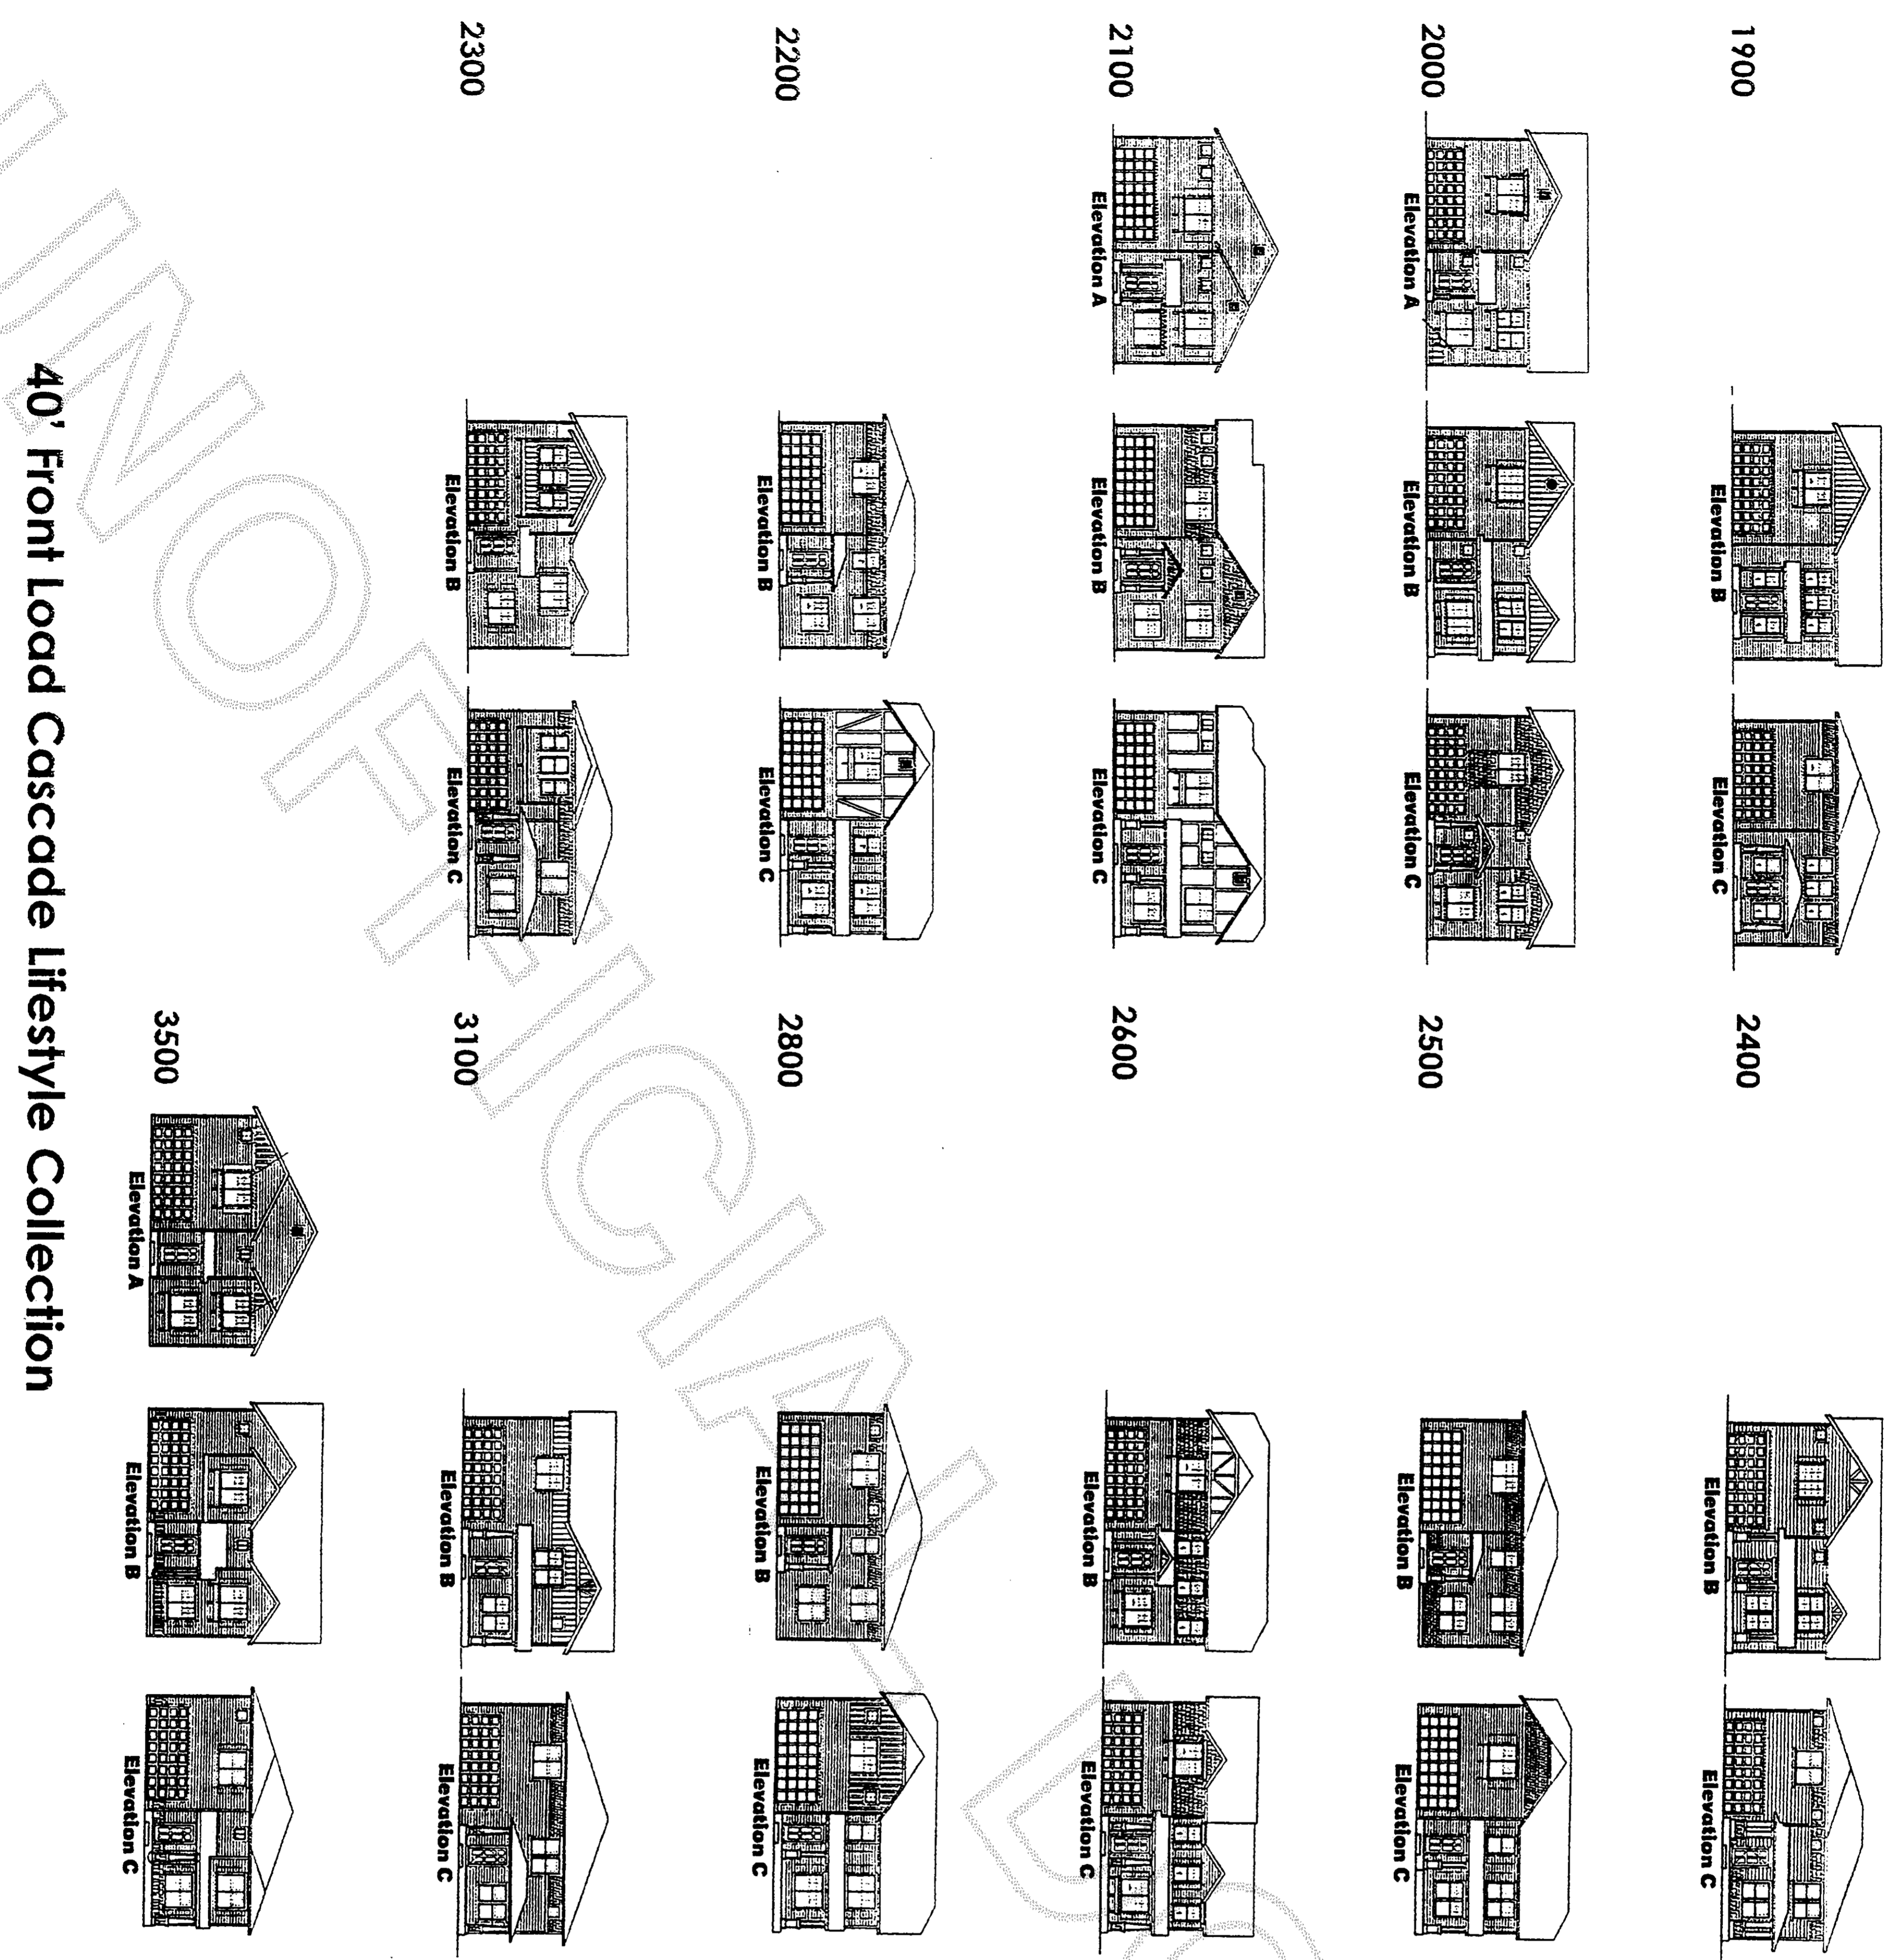 1900 2400
Elevation B Elevation C Elevation B Elevation C
2000 2500
Elevation A Elevation B Elevation C Elevation B Elevation C
2100 2600
Elevation A Elevation B Elevation C Elevation B Elevation C
2200 2800
Elevation B Elevation C Elevation B Elevation C
2300 3100
Elevation B Elevation C Elevation B Elevation C
3500
Elevation A Elevation B Elevation C
40' Front Load Cascade Lifestyle Collection
UNOFFICIAL